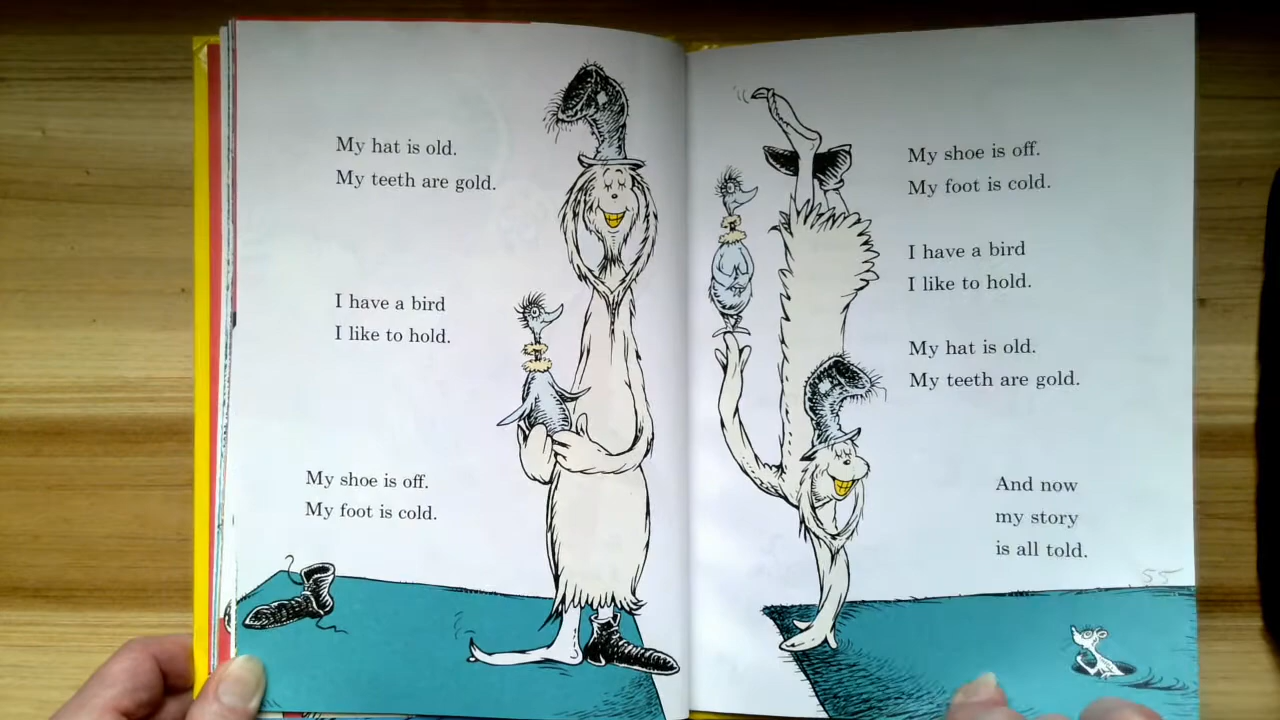 My hat is old.
My teeth are gold.
I have a bird
I like to hold.
My shoe is off.
My foot is cold.
My shoe is off.
My foot is cold.
I have a bird
I like to hold.
My hat is old.
My teeth are gold.
And now
my story
is all told.
55